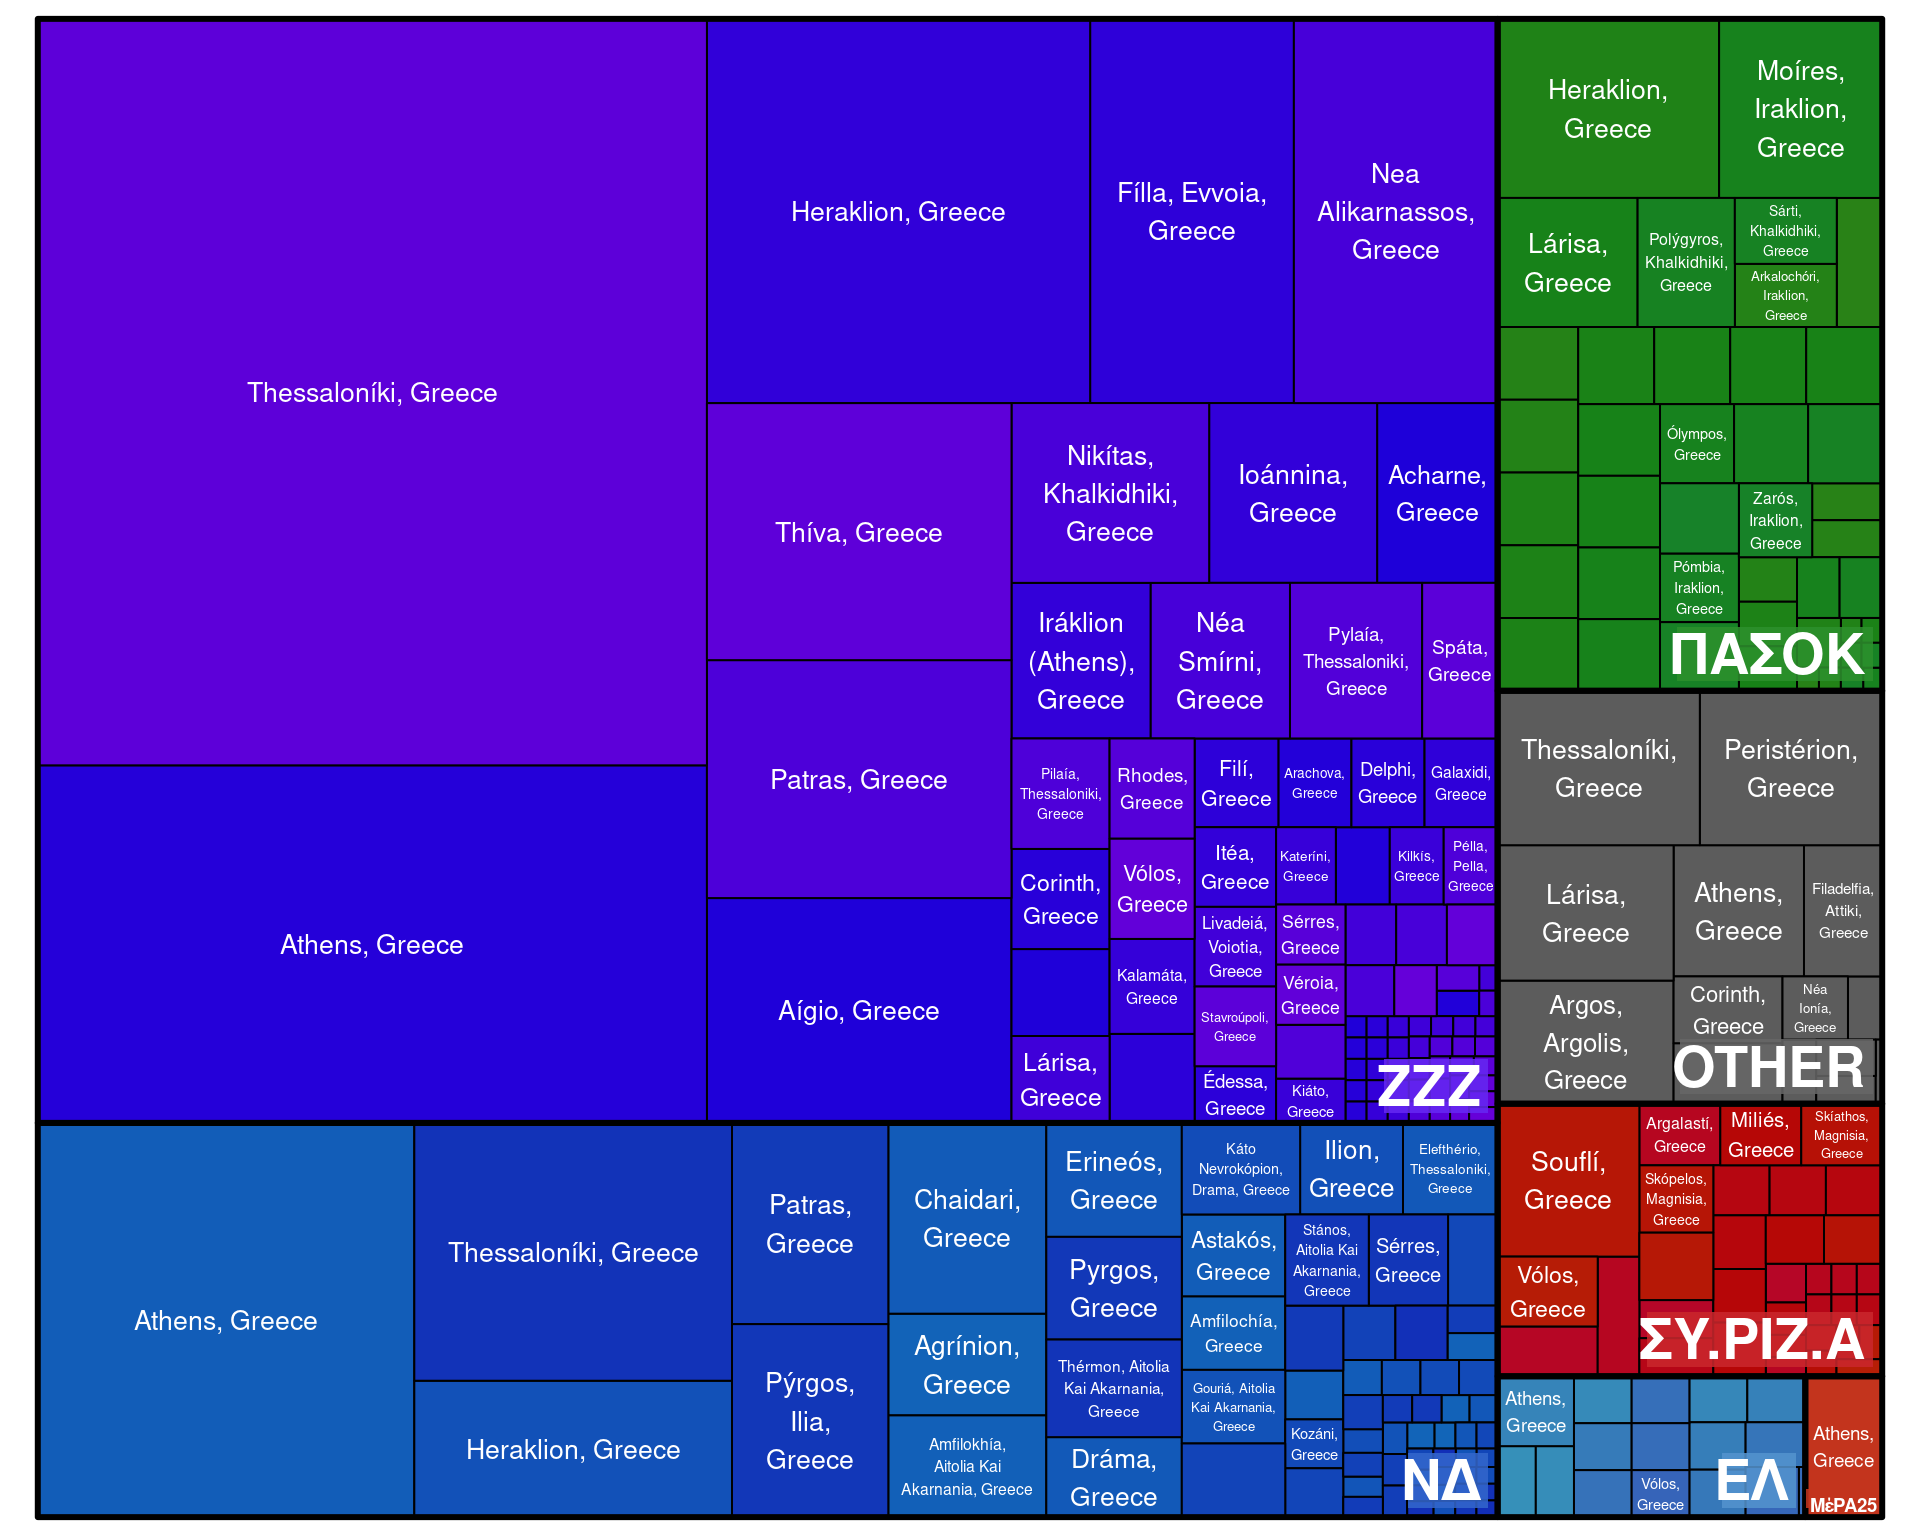 Thessaloníki, Greece
Athens, Greece
Heraklion, Greece
Fílla, Evvoia,
Greece
Nea
Alikarnassos,
Greece
Thíva, Greece
Patras, Greece
Aígio, Greece
Nikítas,
Khalkidhiki,
Greece
Ioánnina,
Greece
Acharne,
Greece
Iráklion
(Athens),
Greece
Néa
Smírni,
Greece
Pylaía,
Thessaloniki,
Greece
Spáta,
Greece
Pilaía,
Thessaloniki,
Greece
Rhodes,
Greece
Filí,
Greece
Arachova,
Greece
Delphi,
Greece
Galaxidi,
Greece
Corinth,
Greece
Vólos,
Greece
Itéa,
Greece
Kateríni,
Greece
Kilkís,
Greece
Pélla,
Pella,
Greece
Livadeiá,
Voiotia,
Greece
Sérres,
Greece
Kalamáta,
Greece
Véroia,
Greece
Stavroúpoli,
Greece
Lárisa,
Greece
Édessa,
Greece
Kiáto,
Greece
ZZZ
Athens, Greece
Thessaloníki, Greece
Heraklion, Greece
Patras,
Greece
Pýrgos,
Ilia,
Greece
Chaidari,
Greece
Agrínion,
Greece
Amfilokhía,
Aitolia Kai
Akarnania, Greece
Erineós,
Greece
Pyrgos,
Greece
Thérmon, Aitolia
Kai Akarnania,
Greece
Dráma,
Greece
Káto
Nevrokópion,
Drama, Greece
Ilion,
Greece
Elefthério,
Thessaloniki,
Greece
Astakós,
Greece
Stános,
Aitolia Kai
Akarnania,
Greece
Sérres,
Greece
Amfilochía,
Greece
Gouriá, Aitolia
Kai Akarnania,
Greece
Kozáni,
Greece
ΝΔ
Heraklion,
Greece
Moíres,
Iraklion,
Greece
Lárisa,
Greece
Polýgyros,
Khalkidhiki,
Greece
Sárti,
Khalkidhiki,
Greece
Arkalochóri,
Iraklion,
Greece
Ólympos,
Greece
Zarós,
Iraklion,
Greece
Pómbia,
Iraklion,
Greece
ΠΑΣΟΚ
Thessaloníki,
Greece
Peristérion,
Greece
Lárisa,
Greece
Athens,
Greece
Filadelfia,
Attiki,
Greece
Argos,
Argolis,
Greece
Corinth,
Greece
Néa
Ionía,
Greece
OTHER
Souflí,
Greece
Argalastí,
Greece
Miliés,
Greece
Skíathos,
Magnisia,
Greece
Skópelos,
Magnisia,
Greece
Vólos,
Greece
ΣΥ.ΡΙΖ.Α
Athens,
Greece
Vólos,
Greece
ΕΛ
Athens,
Greece
ΜέΡΑ25